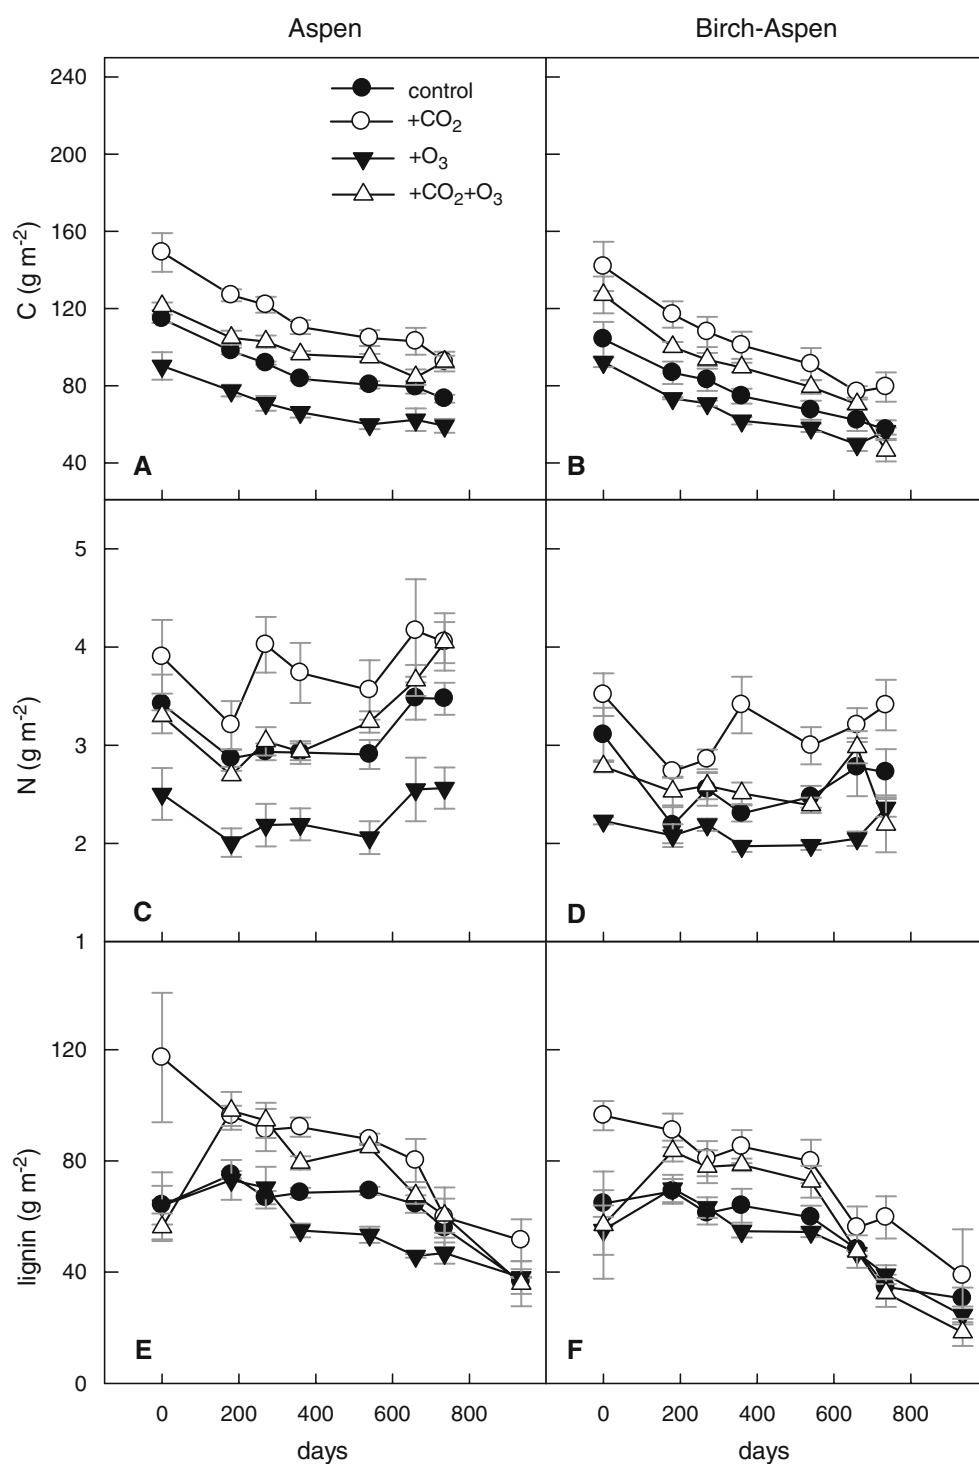 Aspen
Birch-Aspen
240
200
160
120
80
40
C (g m⁻²)
control
+CO₂
+O₃
+CO₂+O₃
A
B
5
4
3
2
1
N (g m⁻²)
C
D
120
80
40
0
lignin (g m⁻²)
E
F
0 200 400 600 800
0 200 400 600 800
days
days